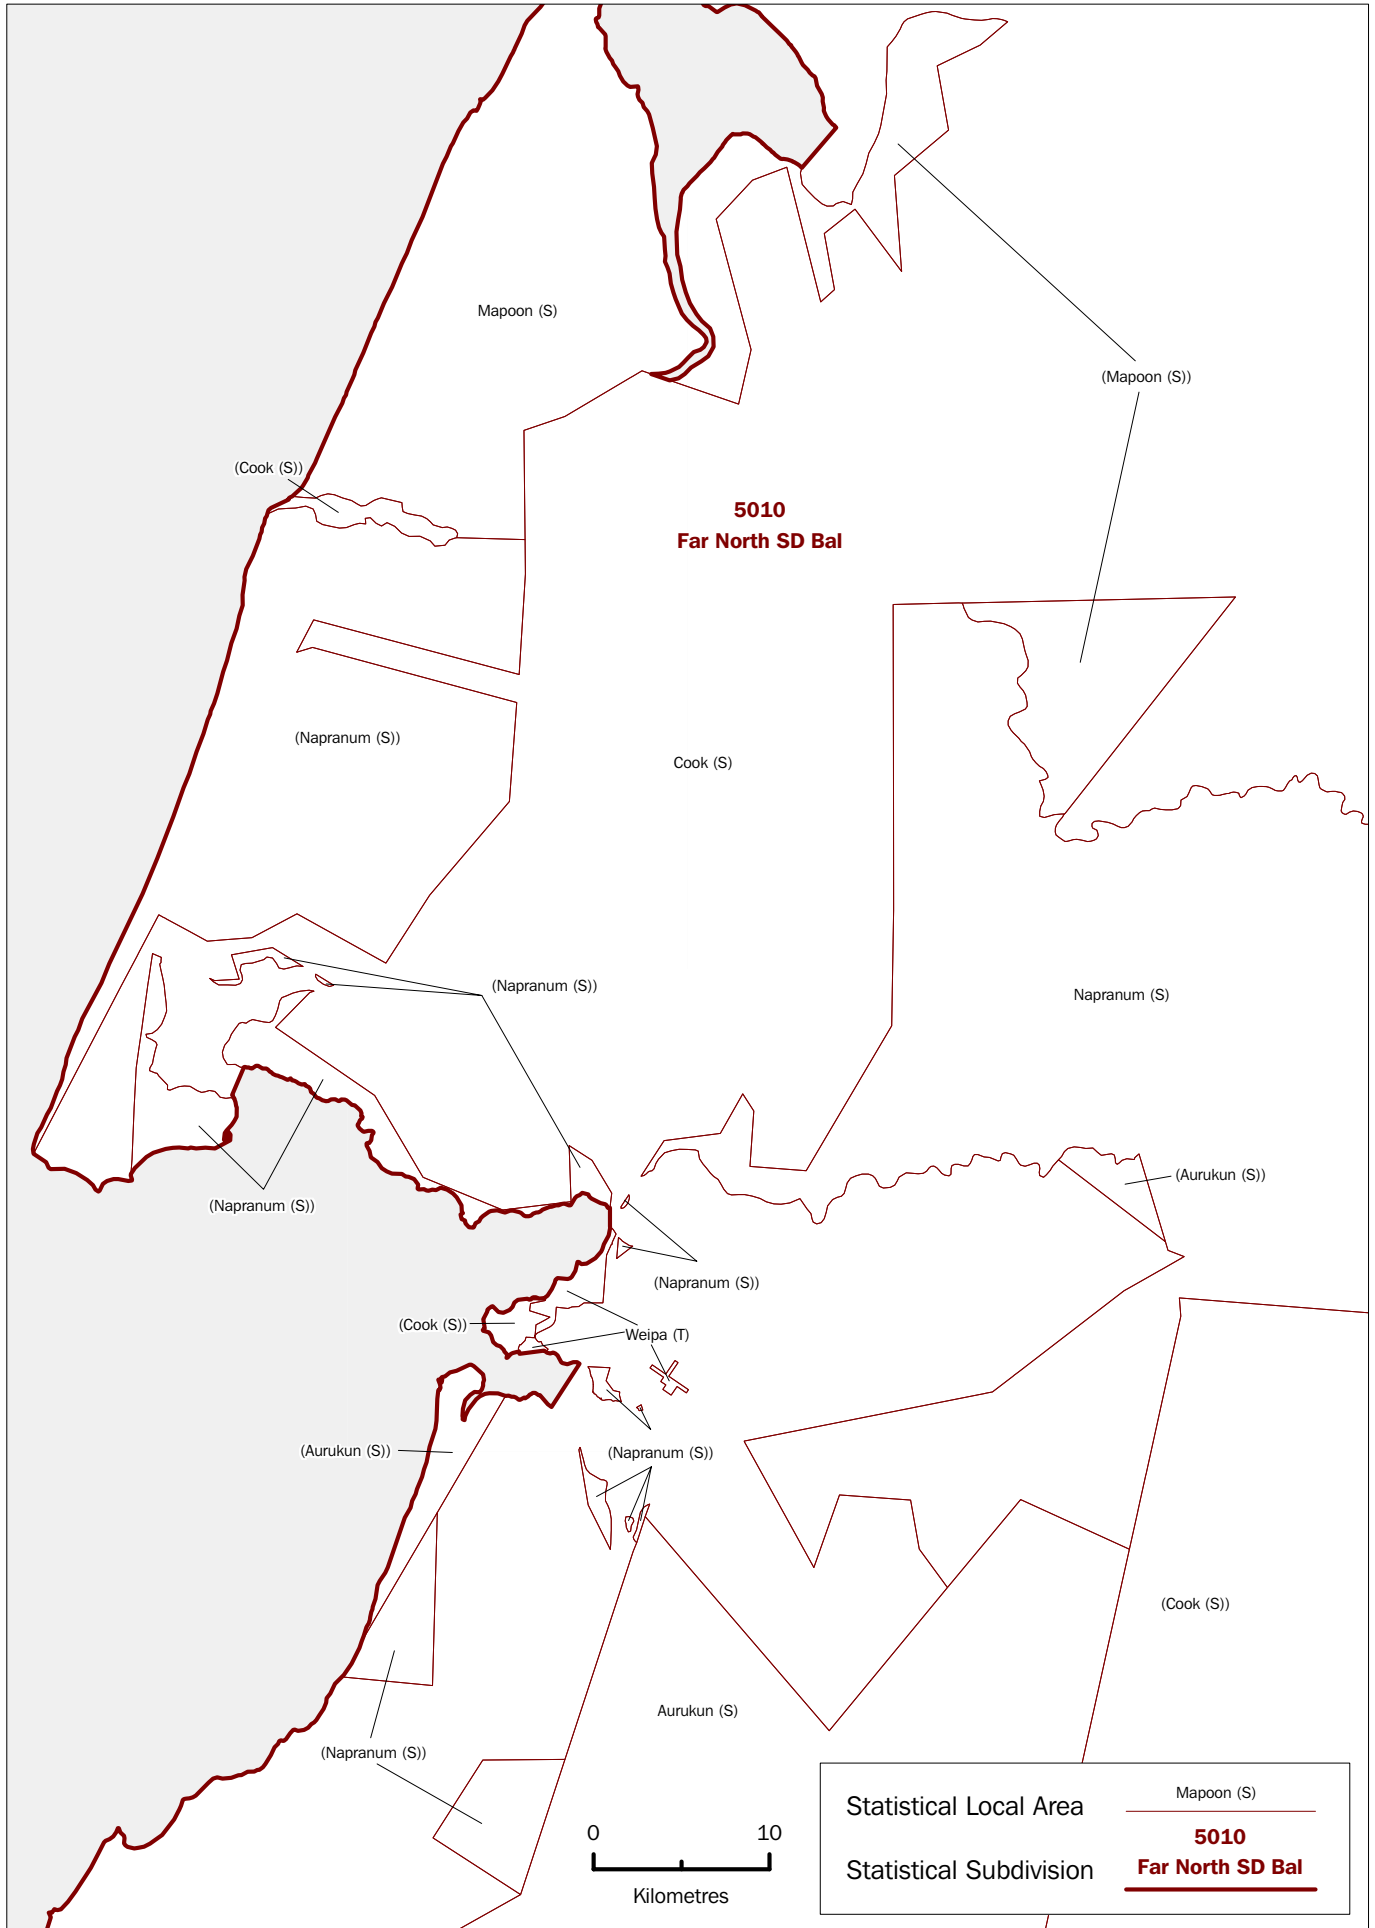 Mapoon (S)
(Mapoon (S))
(Cook (S))
5010
Far North SD Bal
(Napranum (S))
Cook (S)
(Napranum (S))
Napranum (S)
(Aurukun (S))
(Napranum (S))
(Napranum (S))
(Cook (S))
Weipa (T)
(Aurukun (S))
(Napranum (S))
(Cook (S))
Aurukun (S)
(Napranum (S))
0 10
Kilometres
Statistical Local Area
Mapoon (S)
5010
Statistical Subdivision
Far North SD Bal